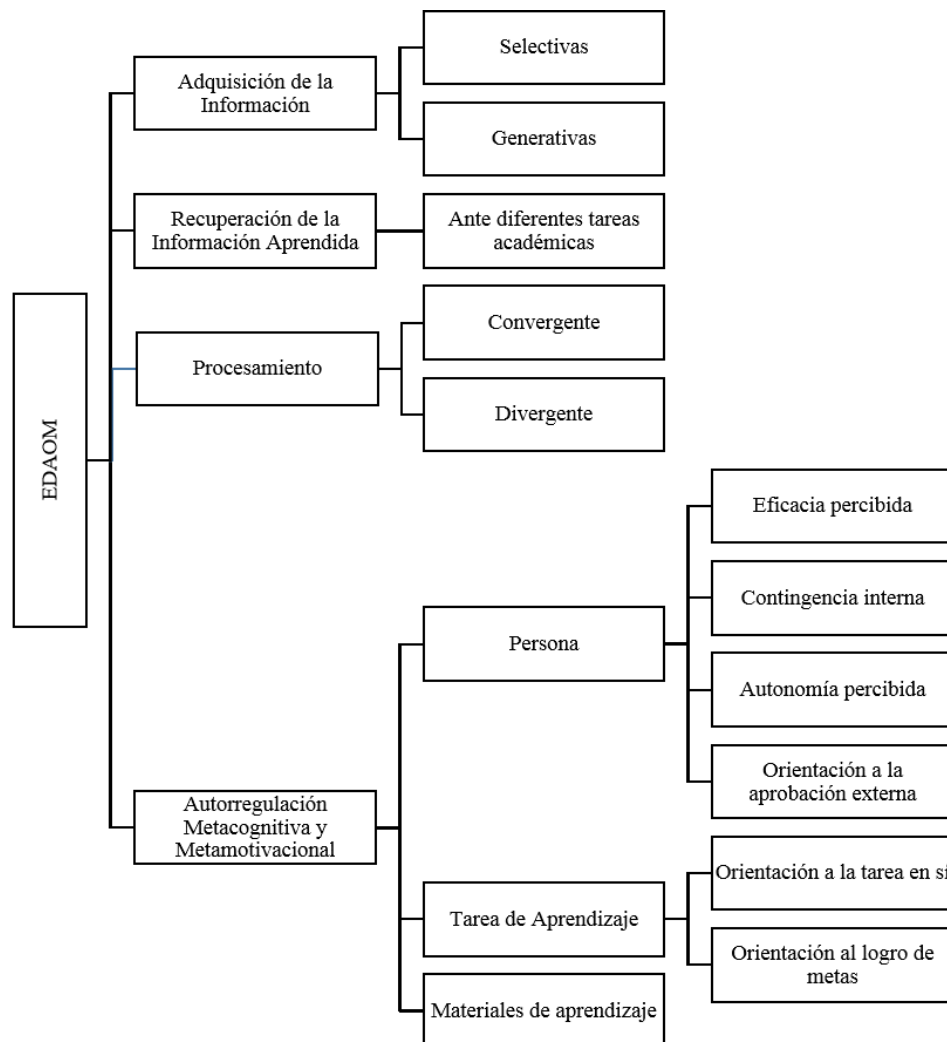 EDAOM
Adquisición de la
Información
Selectivas
Generativas
Recuperación de la
Información Aprendida
Ante diferentes tareas
académicas
Procesamiento
Convergente
Divergente
Autorregulación
Metacognitiva y
Metamotivacional
Persona
Eficacia percibida
Contingencia interna
Autonomía percibida
Orientación a la
aprobación externa
Tarea de Aprendizaje
Orientación a la tarea en sí
Orientación al logro de
metas
Materiales de aprendizaje